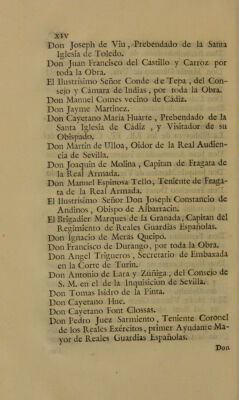 XIV
Don Joseph de Viu, Prebendado de la Santa
Iglesia de Toledo.
Don Juan Francisco del Castillo y Carroz por
toda la Obra.
El Ilustrisimo Señor Conde de Tepa, del Con-
sejo y Cámara de Indias, por toda la Obra.
Don Manuel Comes vecino de Cádiz.
Don Jayme Martinez.
Don Cayetano Maria Huarte, Prebendado de la
Santa Iglesia de Cádiz, y Visitador de su
Obispado.
Don Martin de Ulloa, Oidor de la Real Audien-
cia de Sevilla.
Don Joaquin de Molina, Capitan de Fragata de
la Real Armada.
Don Manuel Espinosa Tello, Teniente de Fraga-
ta de la Real Armada.
El Ilustrisimo Señor Don Joseph Constancio de
Andinos, Obispo de Albarracin.
El Brigadier Marques de la Granada, Capitan del
Regimiento de Reales Guardias Españolas.
Don Ignacio de Meras Queipo.
Don Francisco de Durango, por toda la Obra.
Don Angel Trigueros, Secretario de Embaxada
en la Corte de Turin.
Don Antonio de Lara y Zúñiga, del Consejo de
S. M. en el de la Inquisicion de Sevilla.
Don Tomas Isidro de la Pinta.
Don Cayetano Hue.
Don Cayetano Font Clossas.
Don Pedro Juez Sarmiento, Teniente Coronel
de los Reales Exércitos, primer Ayudante Ma-
yor de Reales Guardias Españolas.
Don